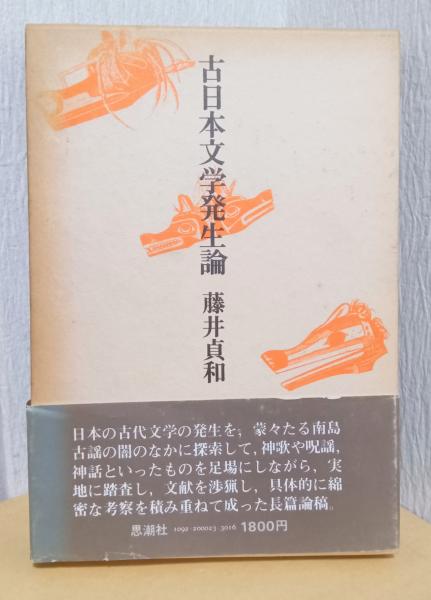 古日本文学発生論
藤井貞和
日本の古代文学の発生を，蒙々たる南島
古謡の闇のなかに探索して，神歌や呪謡，
神話といったものを足場にしながら，実
地に踏査し，文献を渉猟し，具体的に綿
密な考察を積み重ねて成った長篇論稿。
思潮社 1092-200023-3016 1800円